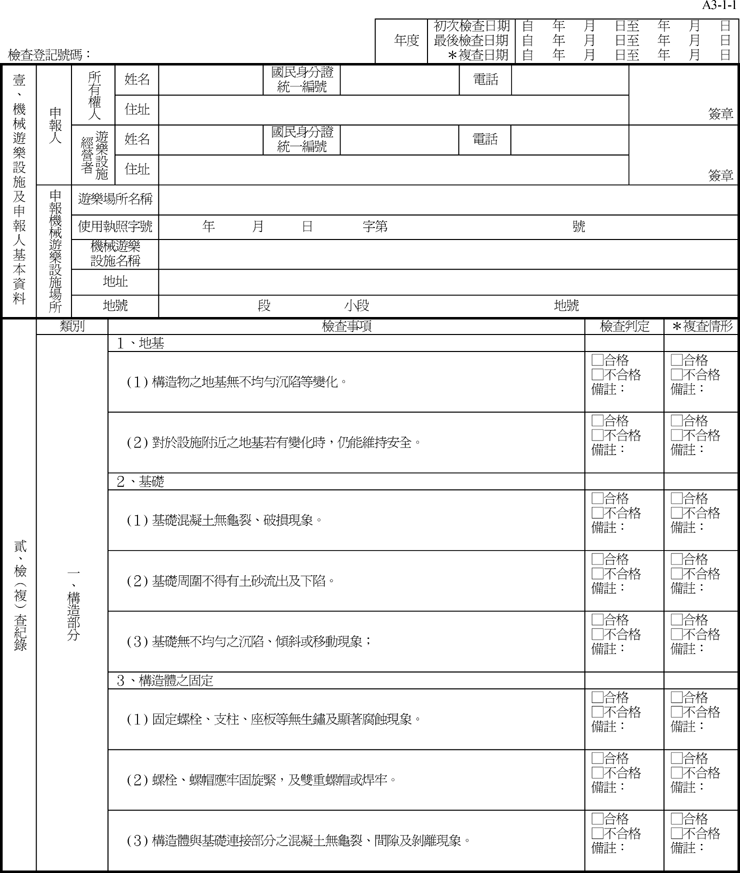 A3-1-1
年度
初次檢查日期 自 年 月 日至 年 月 日
最後檢查日期 自 年 月 日至 年 月 日
檢查登記號碼：
＊複查日期 自 年 月 日至 年 月 日
壹、機械遊樂設施及申報人基本資料
申報人
所有權人
姓名
國民身分證
統一編號
電話
住址
簽章
遊樂設施
經營者
姓名
國民身分證
統一編號
電話
住址
簽章
申報機械遊樂設施場所
遊樂場所名稱
使用執照字號 年 月 日 字第 號
機械遊樂
設施名稱
地址
地號 段 小段 地號
貳、檢（複）查紀錄
類別 檢查事項 檢查判定 ＊複查情形
一、構造部分
１、地基
(1)構造物之地基無不均勻沉陷等變化。
□合格 □合格
□不合格 □不合格
備註： 備註：
(2)對於設施附近之地基若有變化時，仍能維持安全。
□合格 □合格
□不合格 □不合格
備註： 備註：
２、基礎
(1)基礎混凝土無龜裂、破損現象。
□合格 □合格
□不合格 □不合格
備註： 備註：
(2)基礎周圍不得有土砂流出及下陷。
□合格 □合格
□不合格 □不合格
備註： 備註：
(3)基礎無不均勻之沉陷、傾斜或移動現象；
□合格 □合格
□不合格 □不合格
備註： 備註：
３、構造體之固定
(1)固定螺栓、支柱、座板等無生鏽及顯著腐蝕現象。
□合格 □合格
□不合格 □不合格
備註： 備註：
(2)螺栓、螺帽應牢固旋緊，及雙重螺帽或焊牢。
□合格 □合格
□不合格 □不合格
備註： 備註：
(3)構造體與基礎連接部分之混凝土無龜裂、間隙及剝離現象。
□合格 □合格
□不合格 □不合格
備註： 備註：